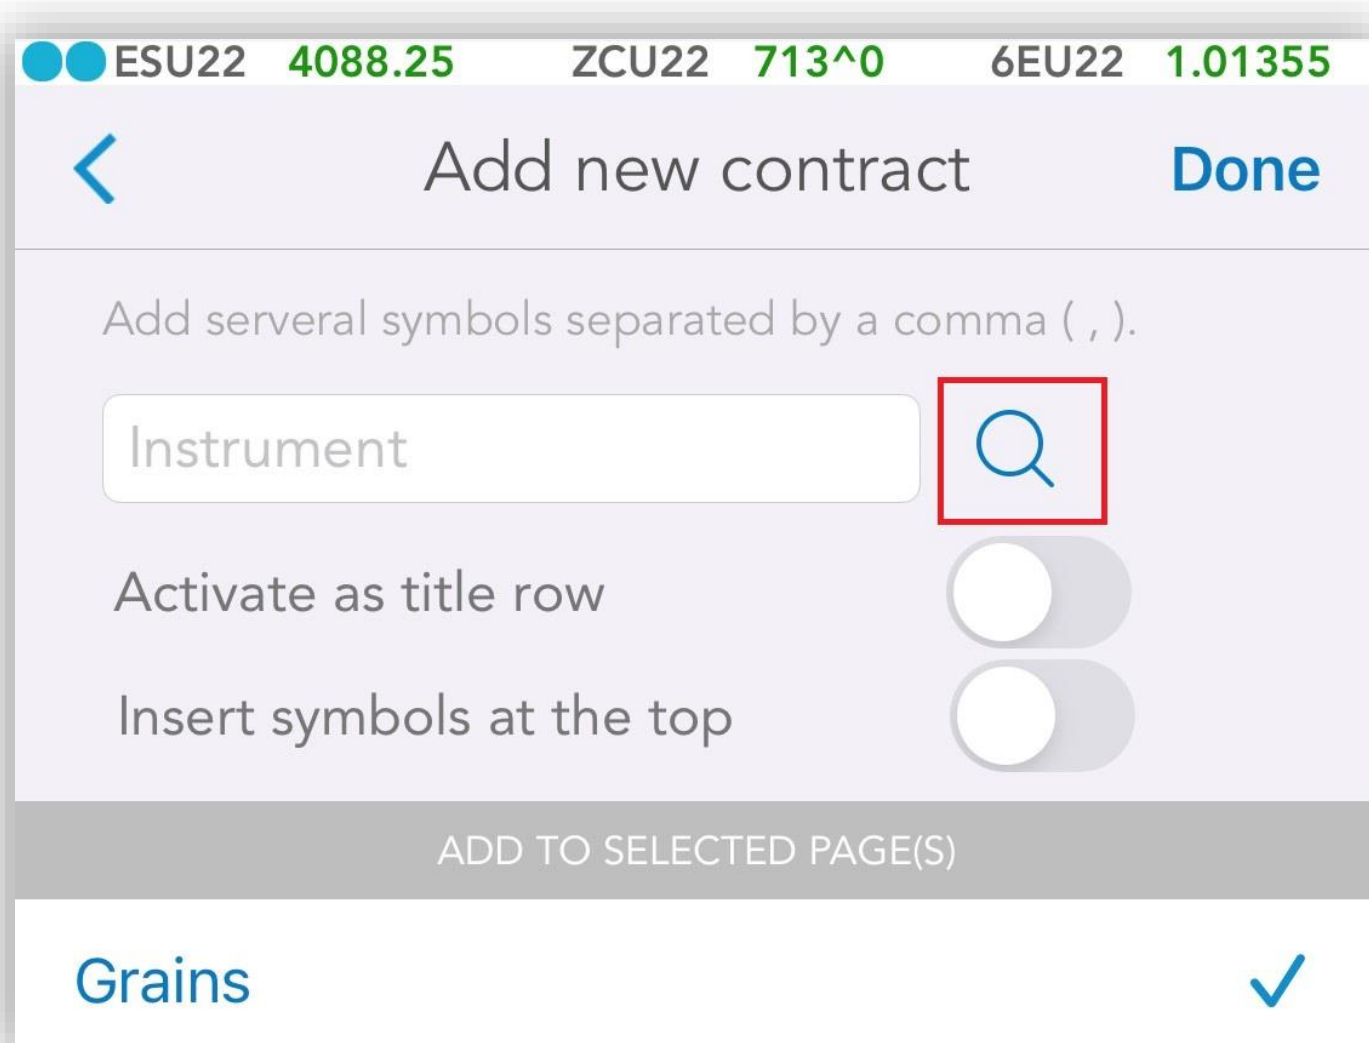 ESU22 4088.25 ZCU22 713^0 6EU22 1.01355
Add new contract Done
Add serveral symbols separated by a comma ( , ).
Instrument
Activate as title row
Insert symbols at the top
ADD TO SELECTED PAGE(S)
Grains